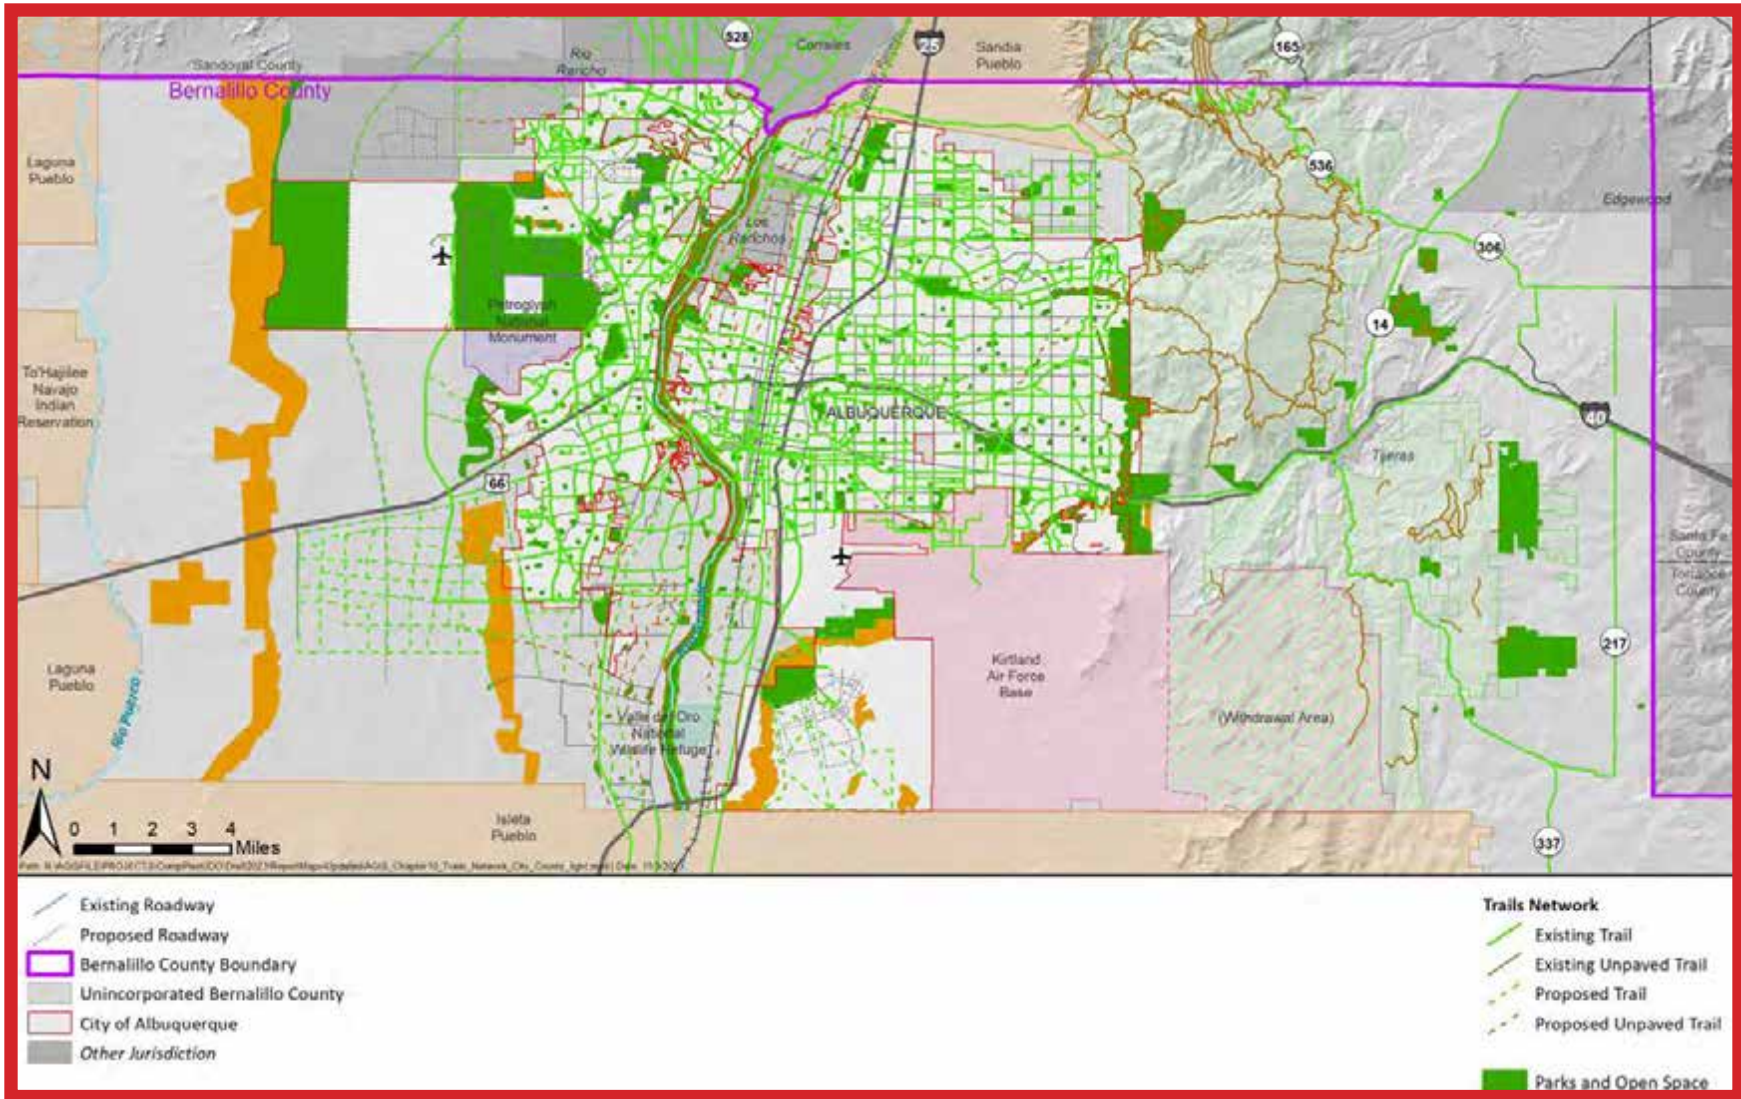 528
Corrales
25
Sandia
Pueblo
165
Rio
Rancho
Sandoval County
Bernalillo County
Laguna
Pueblo
536
Edgewood
Los
Ranchos
306
Petroglyph
National
Monument
14
To'Hajiilee
Navajo
Indian
Reservation
ALBUQUERQUE
40
Tijeras
66
Santa Fe
County
Torrance
County
217
Laguna
Pueblo
Rio Puerco
Kirtland
Air Force
Base
(Withdrawal Area)
Valle de Oro
National
Wildlife Refuge
N
0 1 2 3 4
Miles
Isleta
Pueblo
337
Existing Roadway
Proposed Roadway
Bernalillo County Boundary
Unincorporated Bernalillo County
City of Albuquerque
Other Jurisdiction
Trails Network
Existing Trail
Existing Unpaved Trail
Proposed Trail
Proposed Unpaved Trail
Parks and Open Space